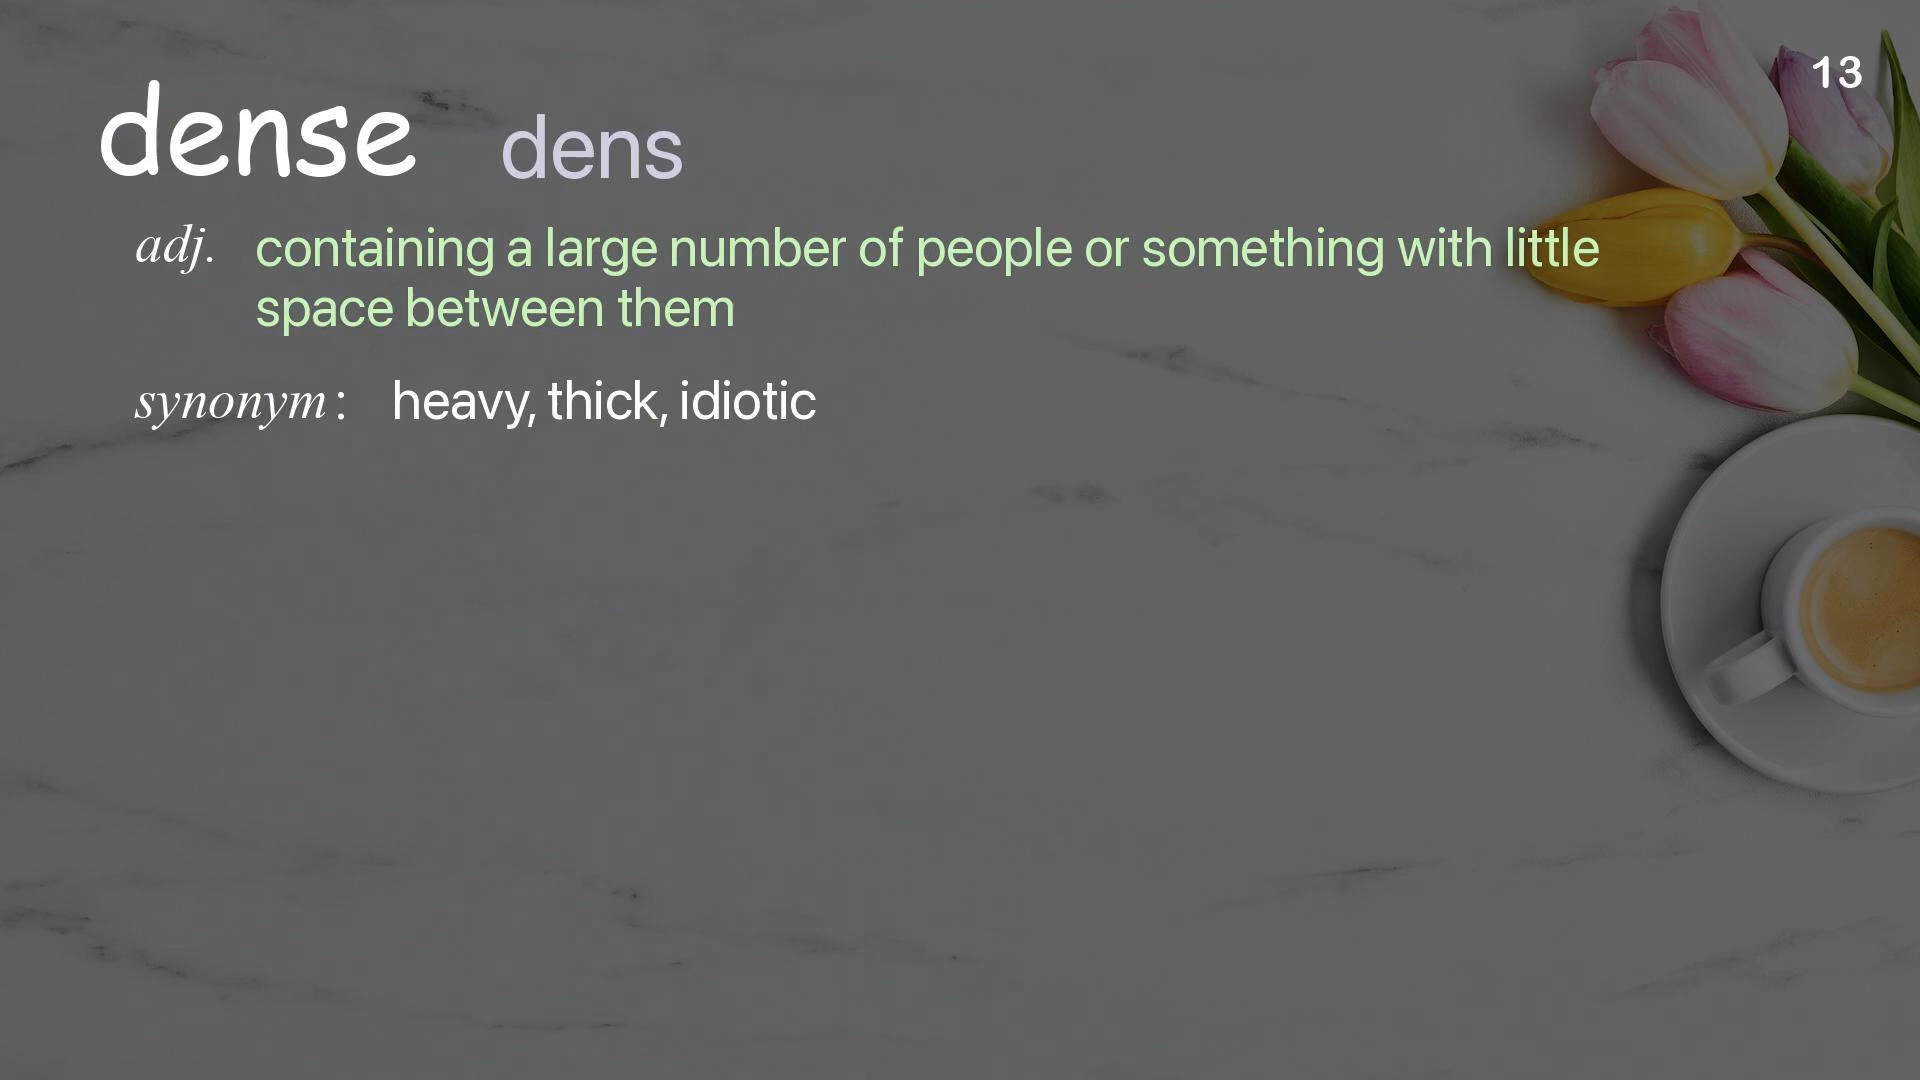 13
dense dens
adj. containing a large number of people or something with little
space between them
synonym: heavy, thick, idiotic